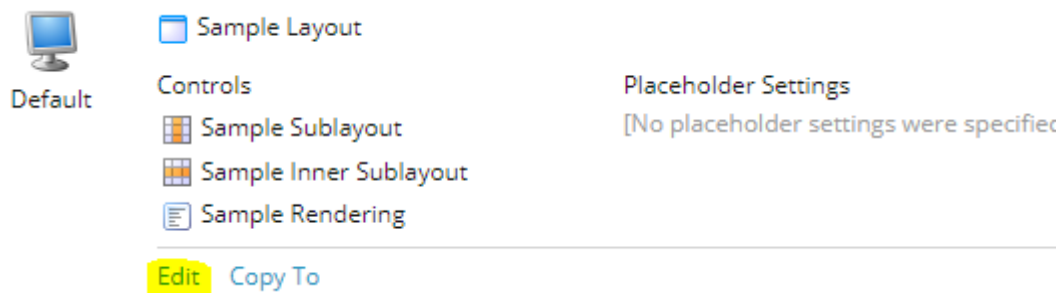 Sample Layout
Default
Controls
Placeholder Settings
Sample Sublayout
[No placeholder settings were specified
Sample Inner Sublayout
Sample Rendering
Edit Copy To